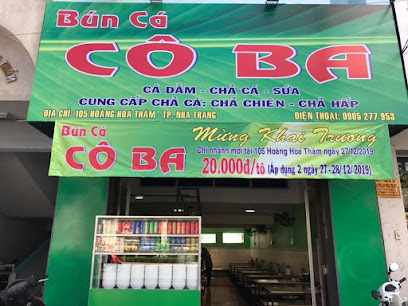 Bún Cá
CÔ BA
CÁ DẦM - CHẢ CÁ - SỨA
CUNG CẤP CHẢ CÁ: CHẢ CHIÊN - CHẢ HẤP
ĐỊA CHỈ: 105 HOÀNG HOA THÁM - TP. NHA TRANG
ĐIỆN THOẠI: 0905 277 953
Bún Cá
CÔ BA
Mừng Khai Trương
Chi nhánh mới tại 105 Hoàng Hoa Thám ngày 27/12/2019
20.000đ/tô (Áp dụng 2 ngày 27 - 28/12/2019)